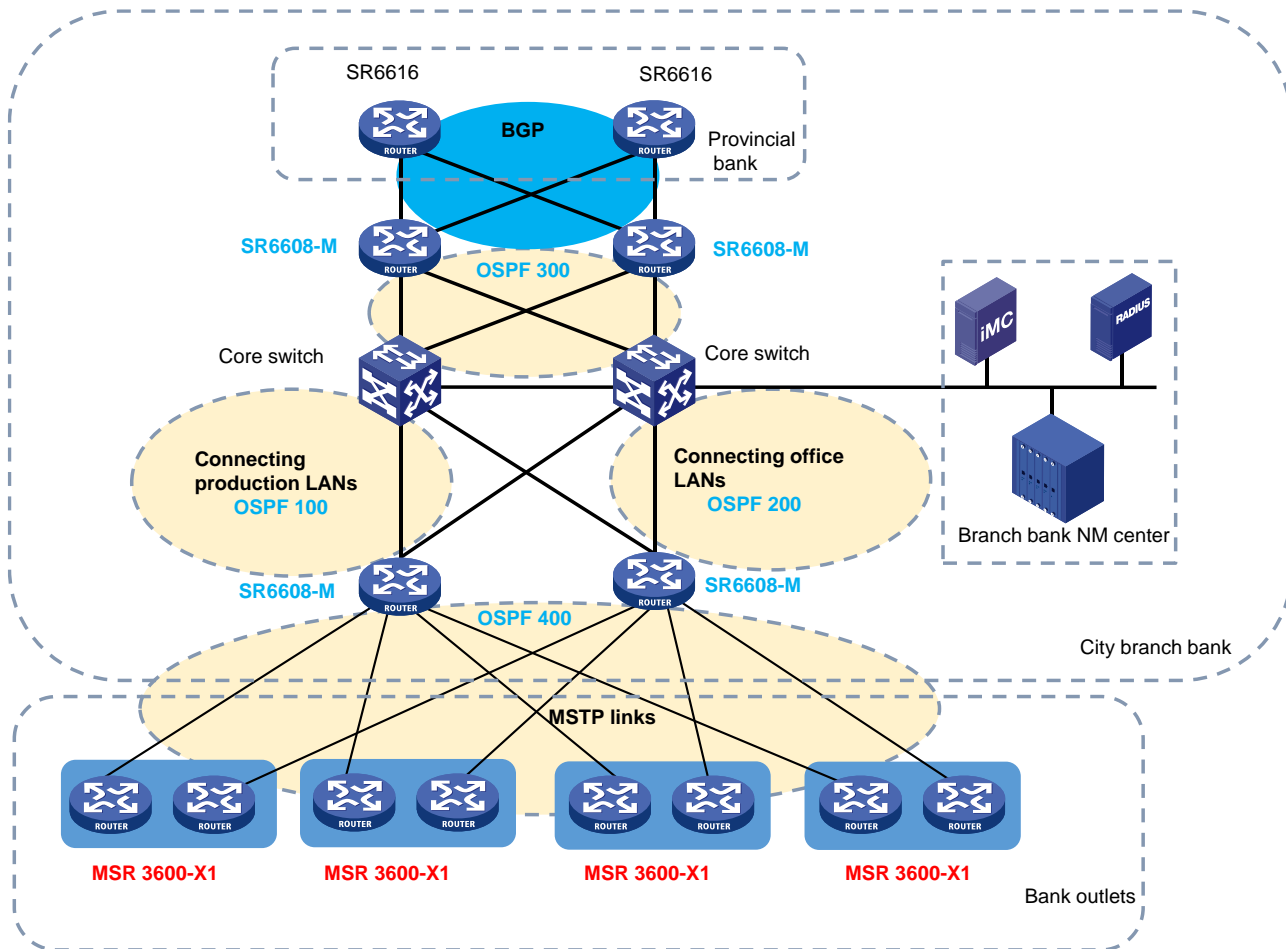 SR6616
SR6616
BGP
ROUTER
ROUTER
Provincial
bank
SR6608-M
SR6608-M
ROUTER
ROUTER
OSPF 300
iMC
RADIUS
Core switch
Core switch
Connecting
production LANs
OSPF 100
Connecting office
LANs
OSPF 200
Branch bank NM center
SR6608-M
SR6608-M
ROUTER
ROUTER
OSPF 400
City branch bank
MSTP links
ROUTER
ROUTER
ROUTER
ROUTER
ROUTER
ROUTER
ROUTER
ROUTER
MSR 3600-X1
MSR 3600-X1
MSR 3600-X1
MSR 3600-X1
Bank outlets